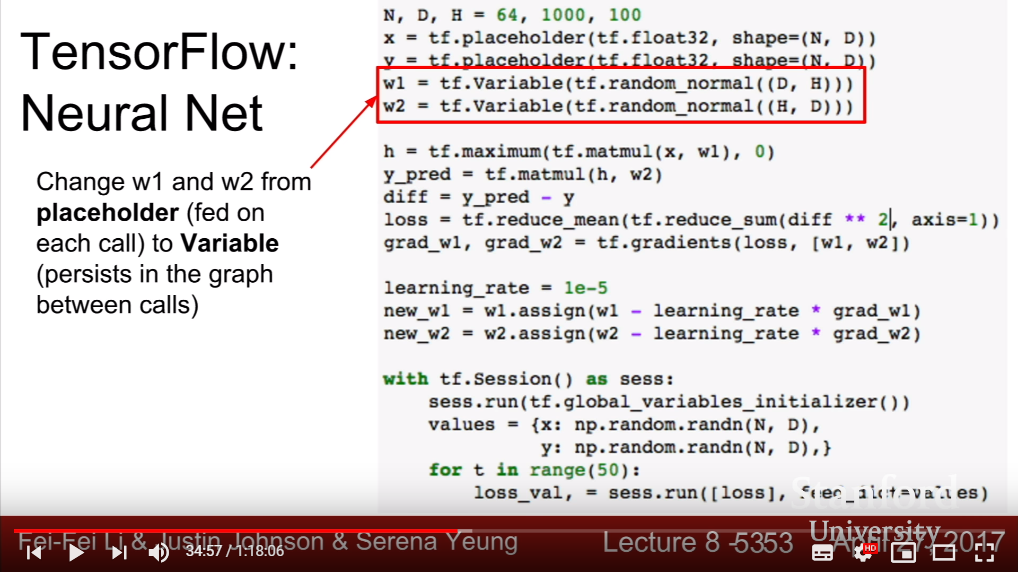 TensorFlow:
Neural Net
Change w1 and w2 from
placeholder (fed on
each call) to Variable
(persists in the graph
between calls)
N, D, H = 64, 1000, 100
x = tf.placeholder(tf.float32, shape=(N, D))
y = tf.placeholder(tf.float32, shape=(N, D))
w1 = tf.Variable(tf.random_normal((D, H)))
w2 = tf.Variable(tf.random_normal((H, D)))
h = tf.maximum(tf.matmul(x, w1), 0)
y_pred = tf.matmul(h, w2)
diff = y_pred - y
loss = tf.reduce_mean(tf.reduce_sum(diff ** 2, axis=1))
grad_w1, grad_w2 = tf.gradients(loss, [w1, w2])
learning_rate = 1e-5
new_w1 = w1.assign(w1 - learning_rate * grad_w1)
new_w2 = w2.assign(w2 - learning_rate * grad_w2)
with tf.Session() as sess:
    sess.run(tf.global_variables_initializer())
    values = {x: np.random.randn(N, D),
              y: np.random.randn(N, D),}
    for t in range(50):
        loss_val, = sess.run([loss], feed_dict=values)
Stanford
University
Fei-Fei Li & Justin Johnson & Serena Yeung
Lecture 8 -5353
April 27, 2017
34:57 / 1:18:06
HD